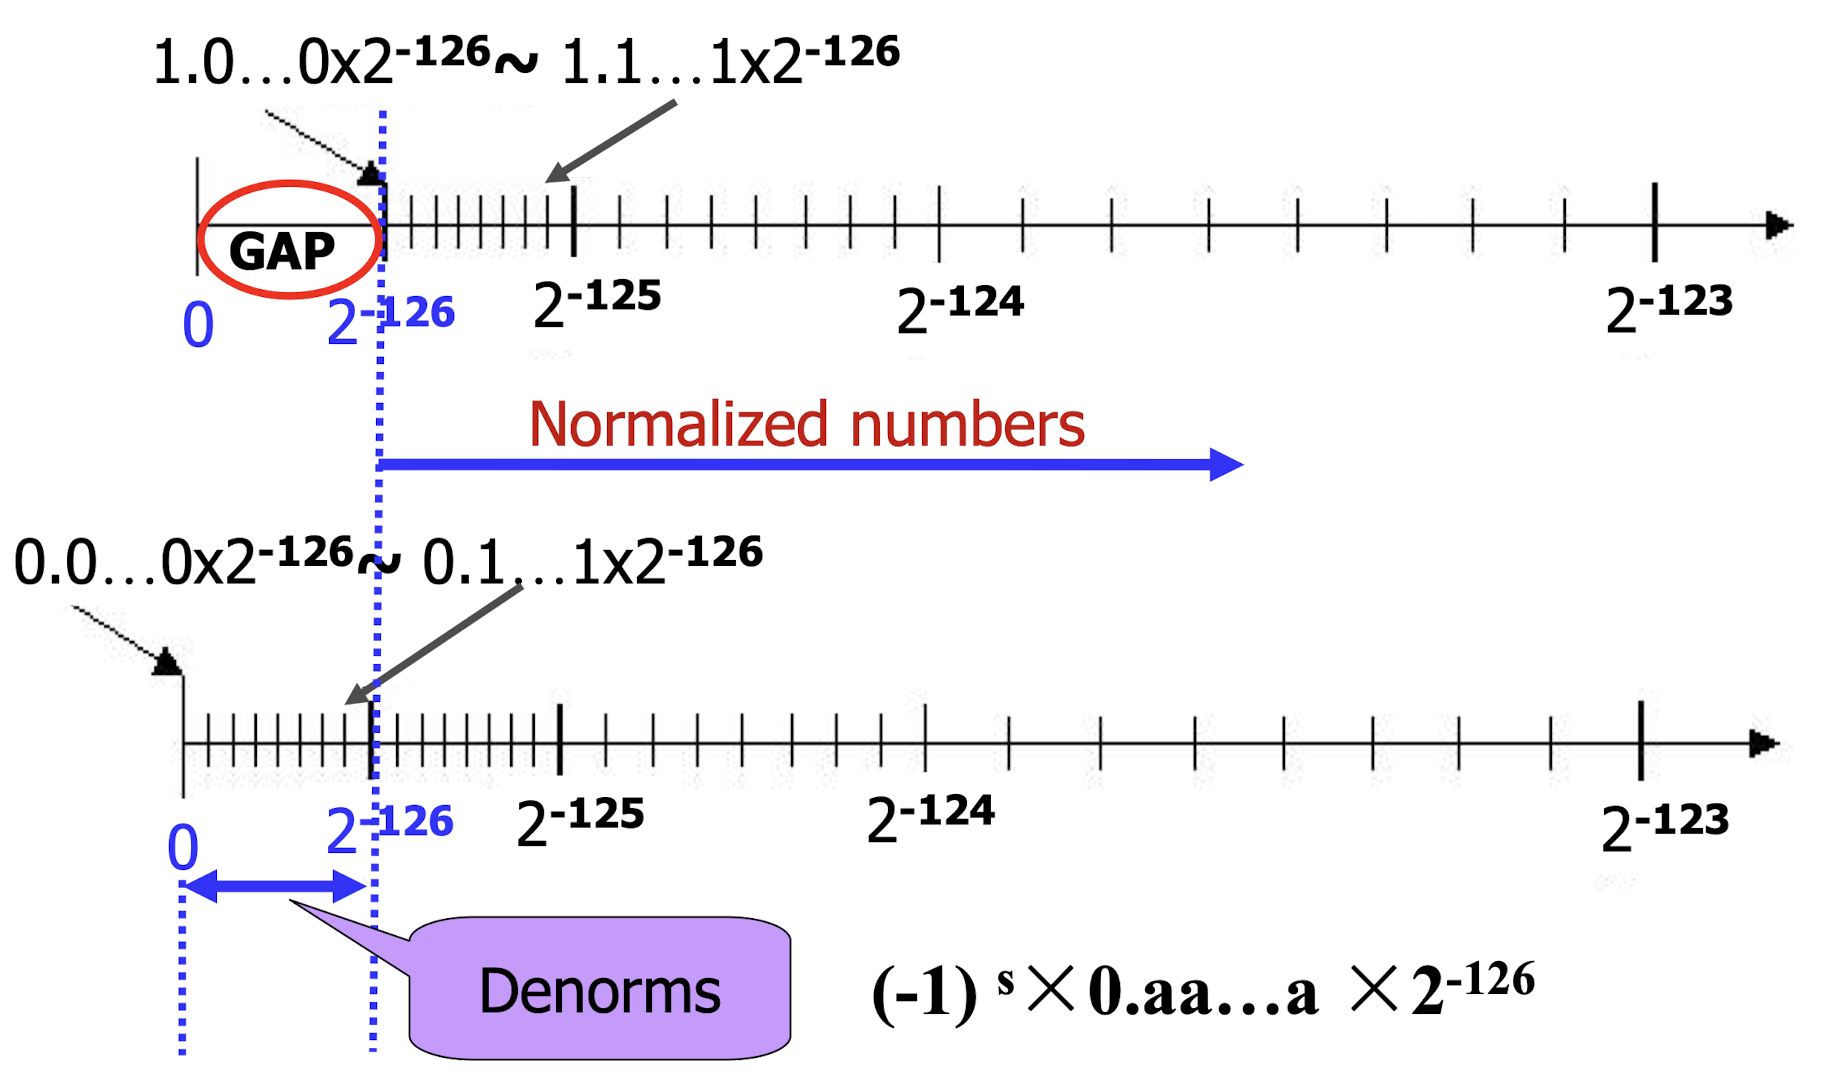 1.0…0x2⁻¹²⁶~ 1.1…1x2⁻¹²⁶
GAP
0 2⁻¹²⁶ 2⁻¹²⁵ 2⁻¹²⁴ 2⁻¹²³
Normalized numbers
0.0…0x2⁻¹²⁶~ 0.1…1x2⁻¹²⁶
0 2⁻¹²⁶ 2⁻¹²⁵ 2⁻¹²⁴ 2⁻¹²³
Denorms
(-1) ˢ×0.aa…a ×2⁻¹²⁶